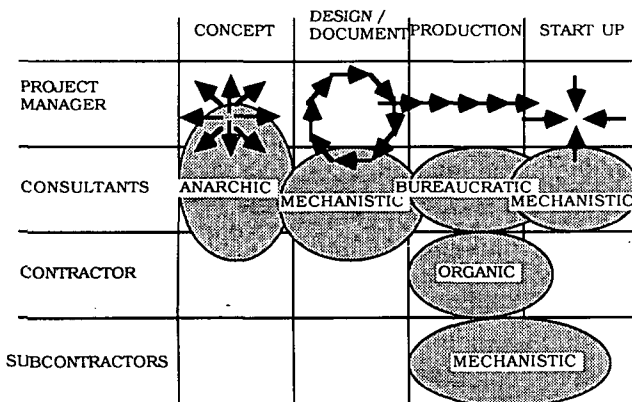 DESIGN /
CONCEPT DOCUMENT PRODUCTION START UP
PROJECT
MANAGER
CONSULTANTS ANARCHIC BUREAUCRATIC
MECHANISTIC MECHANISTIC
CONTRACTOR ORGANIC
SUBCONTRACTORS MECHANISTIC